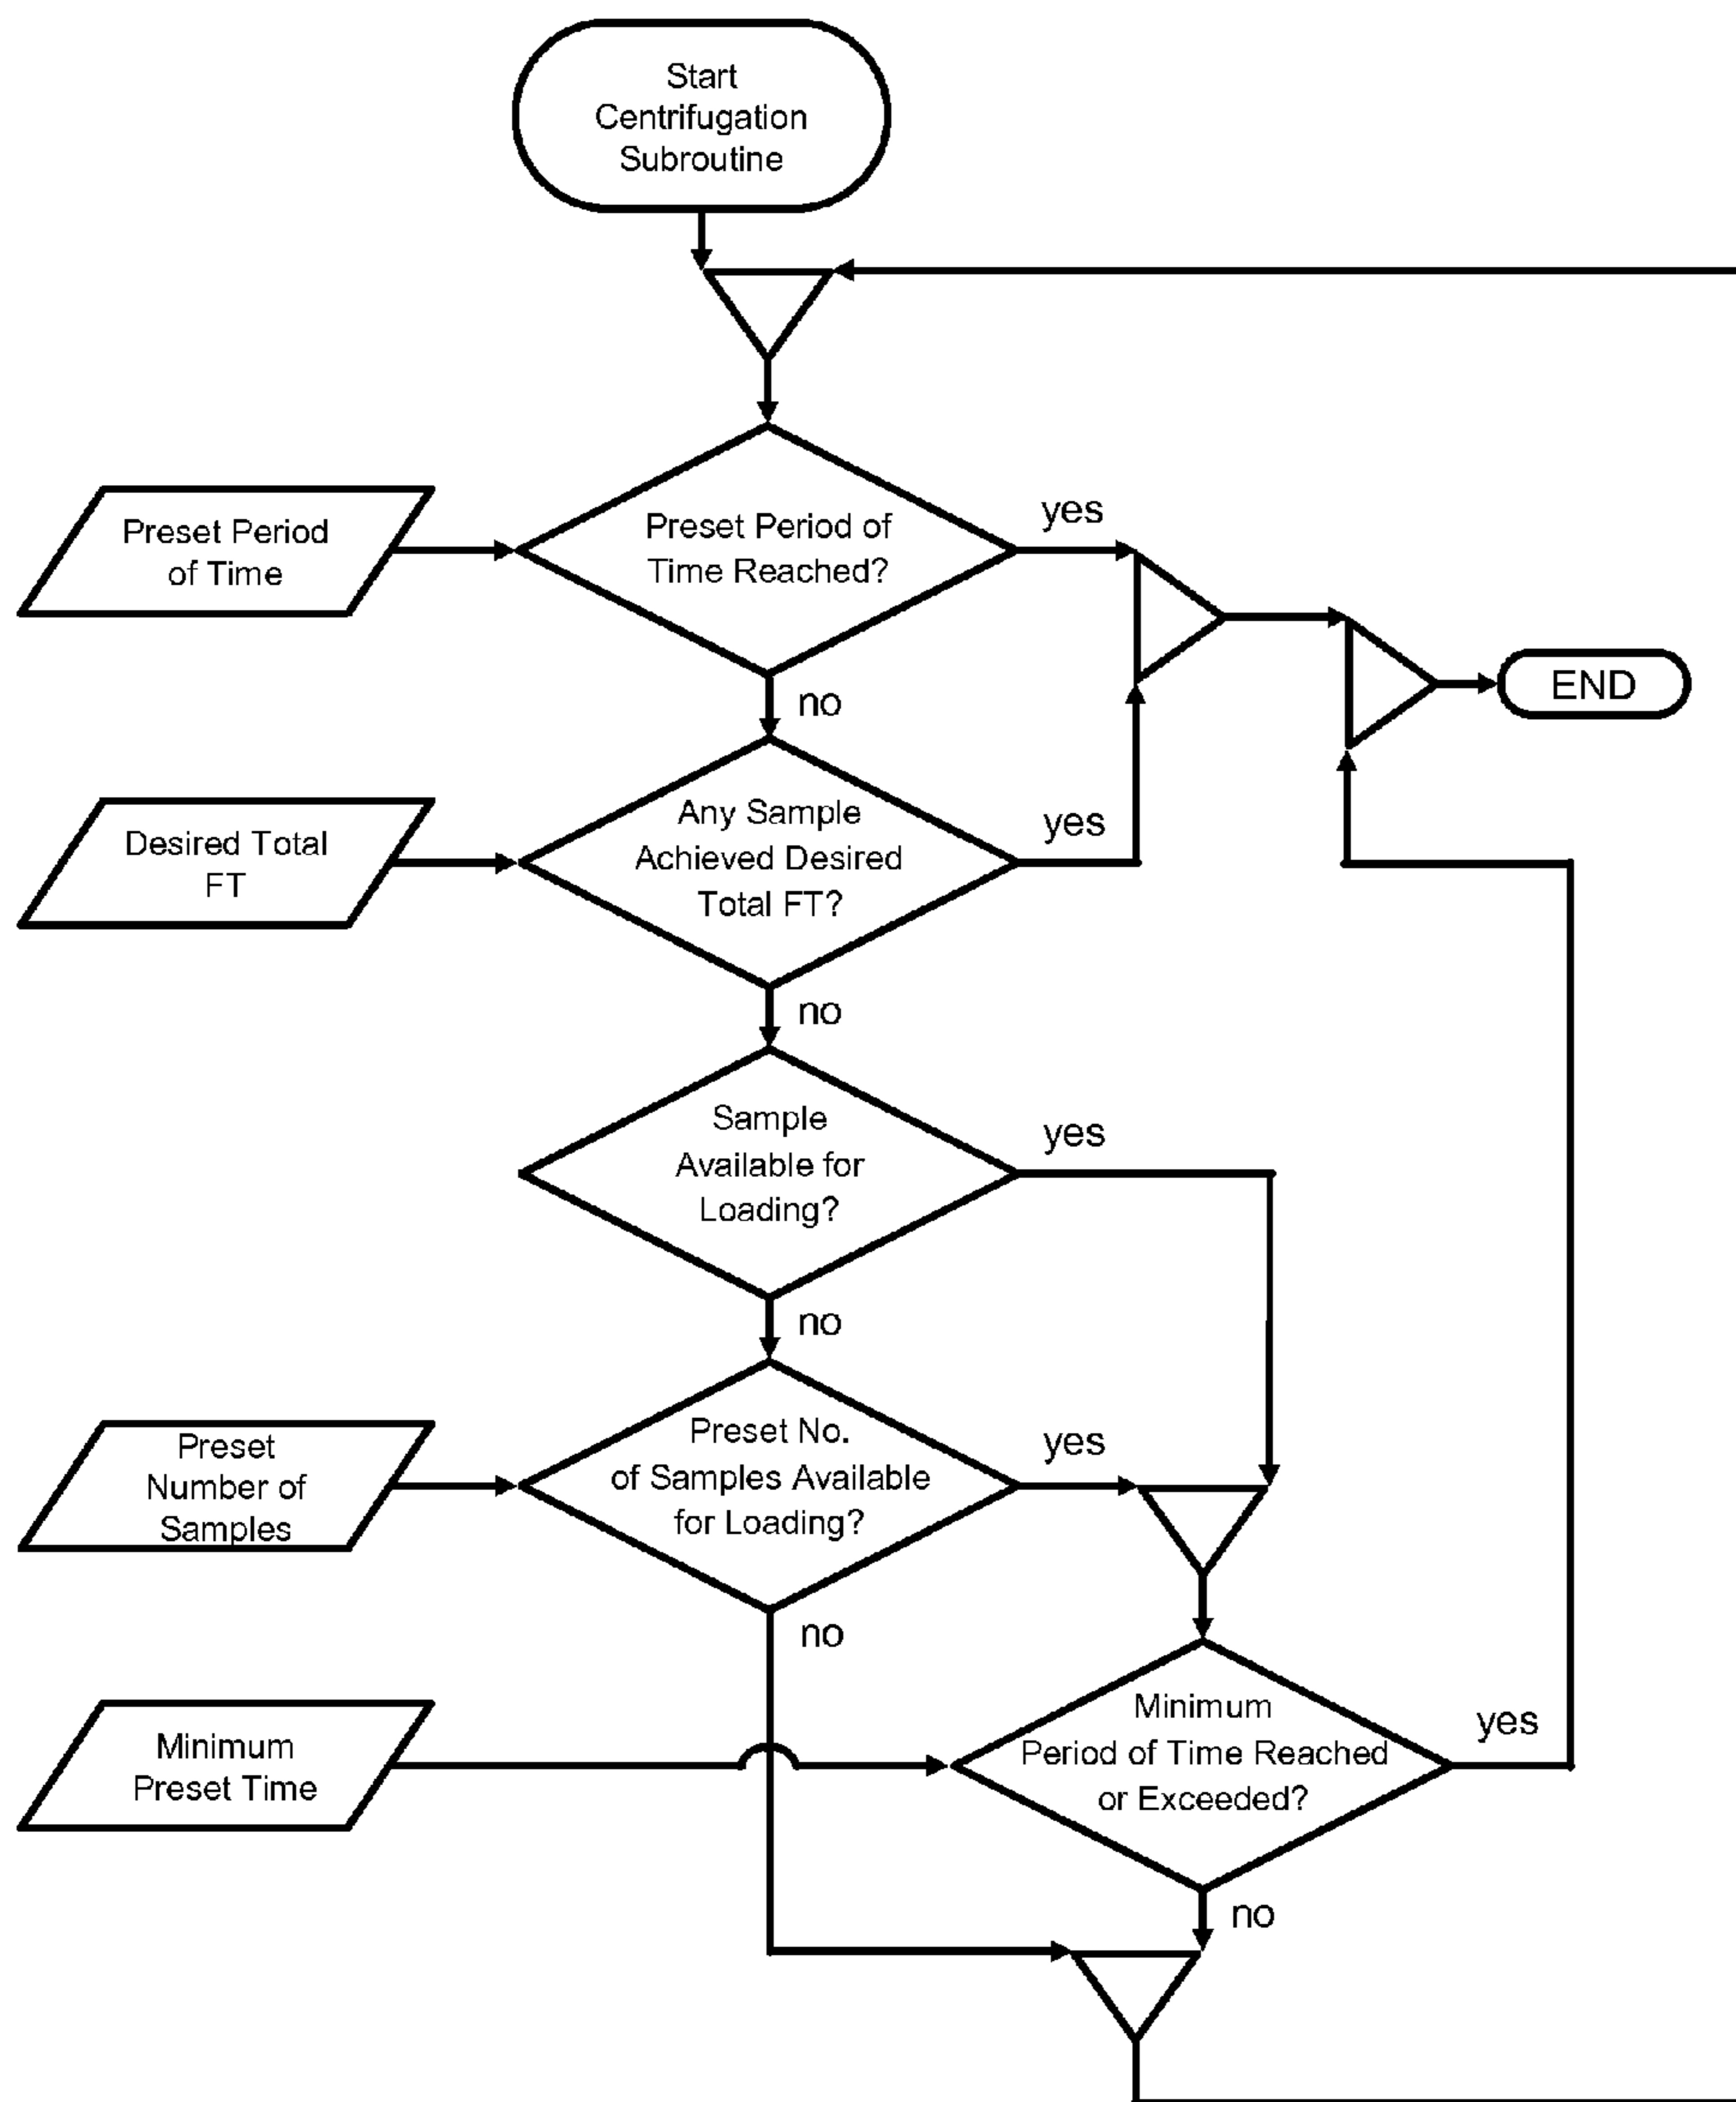 Start
Centrifugation
Subroutine
Preset Period
of Time
Preset Period of
Time Reached?
yes
no
END
Desired Total
FT
Any Sample
Achieved Desired
Total FT?
yes
no
Sample
Available for
Loading?
yes
no
Preset
Number of
Samples
Preset No.
of Samples Available
for Loading?
yes
no
Minimum
Preset Time
Minimum
Period of Time Reached
or Exceeded?
yes
no